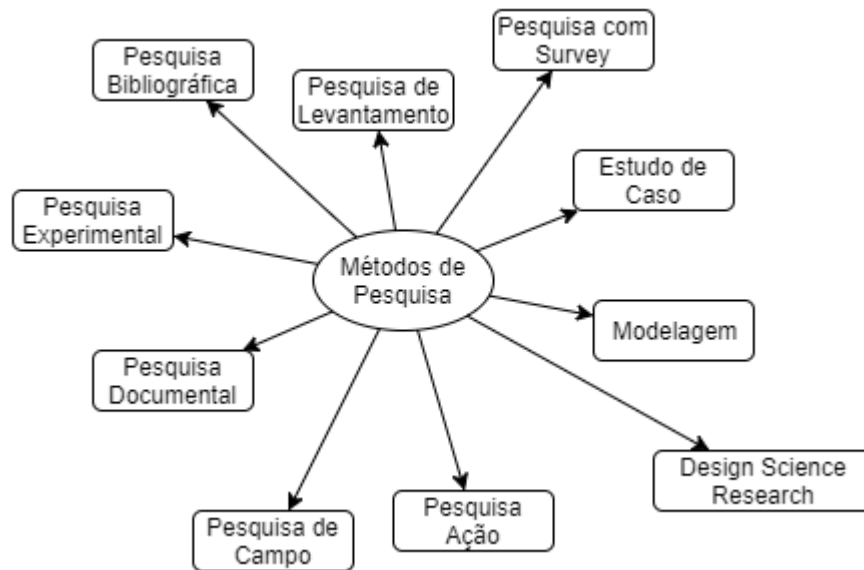 Pesquisa com
Survey
Pesquisa
Bibliográfica
Pesquisa de
Levantamento
Estudo de
Caso
Pesquisa
Experimental
Métodos de
Pesquisa
Modelagem
Pesquisa
Documental
Design Science
Research
Pesquisa de
Campo
Pesquisa
Ação